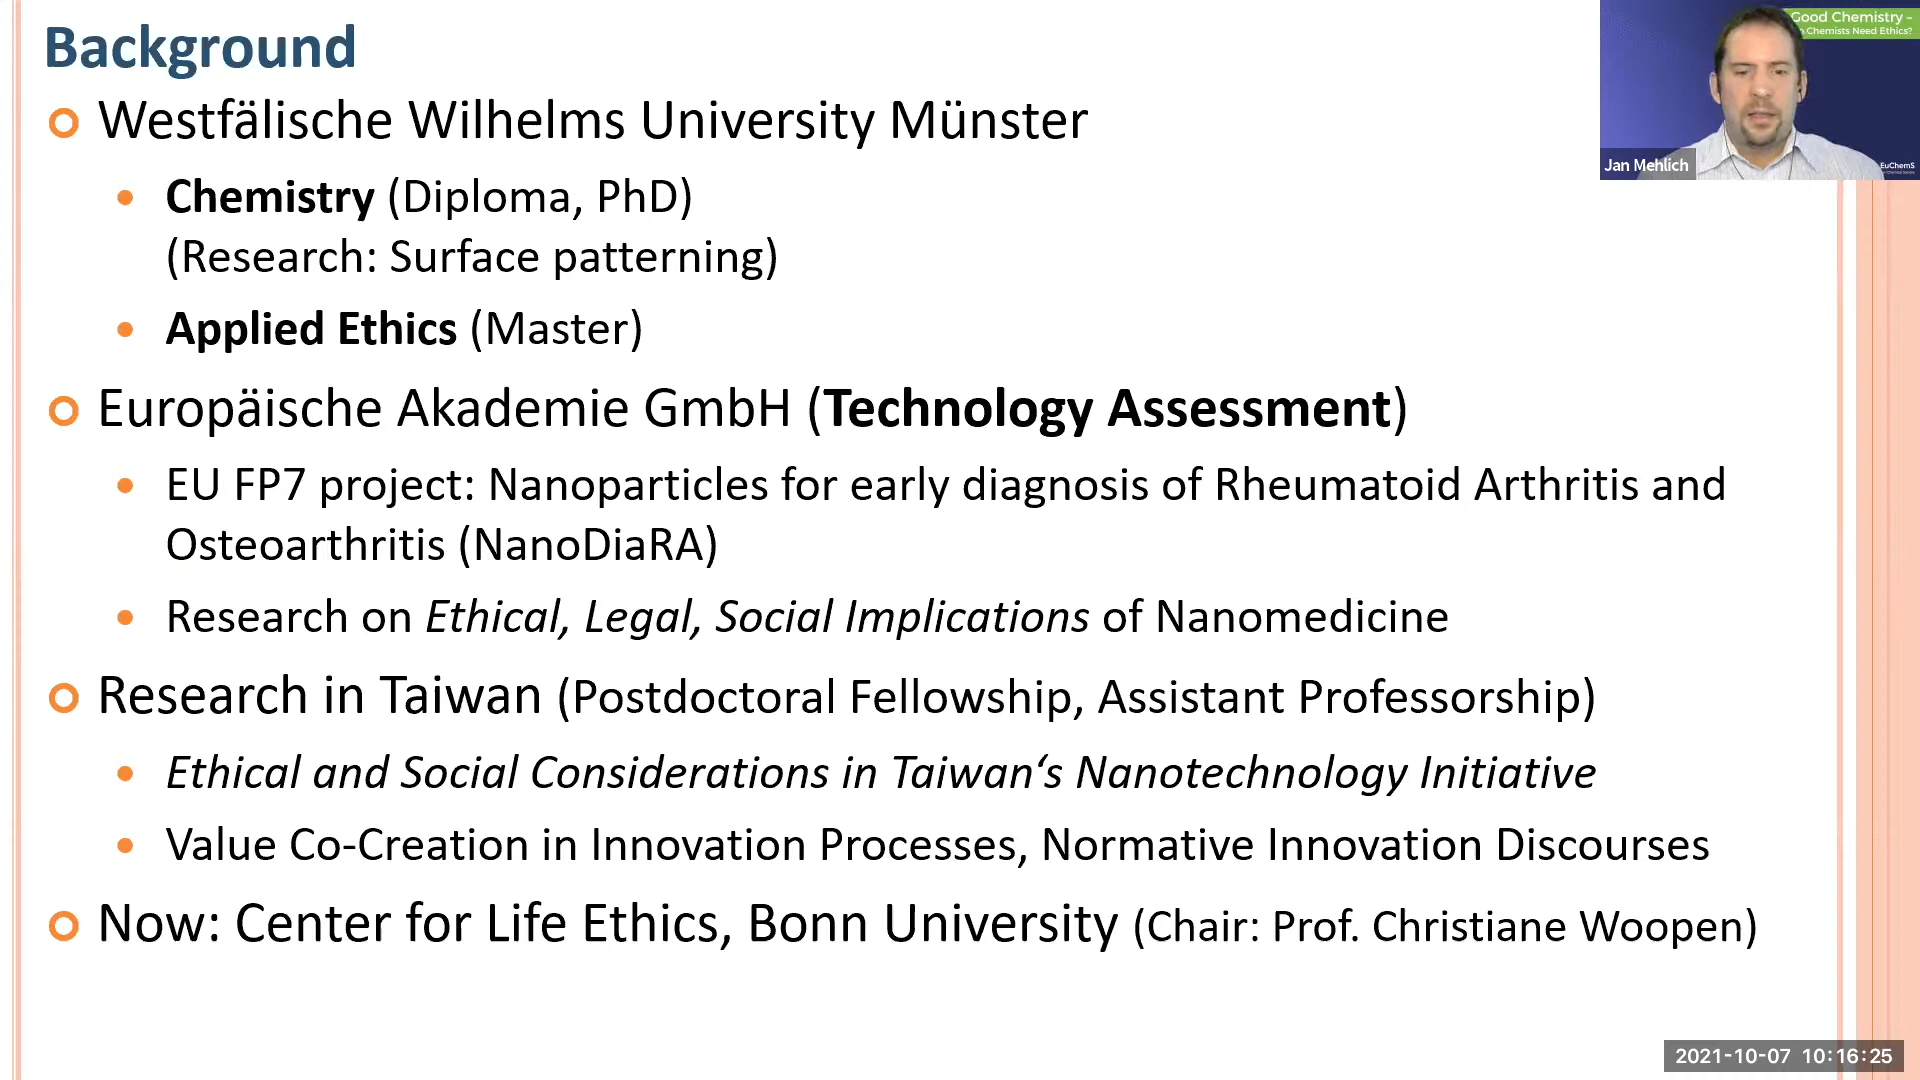 Background
Westfälische Wilhelms University Münster
Chemistry (Diploma, PhD)
(Research: Surface patterning)
Applied Ethics (Master)
Europäische Akademie GmbH (Technology Assessment)
EU FP7 project: Nanoparticles for early diagnosis of Rheumatoid Arthritis and
Osteoarthritis (NanoDiaRA)
Research on Ethical, Legal, Social Implications of Nanomedicine
Research in Taiwan (Postdoctoral Fellowship, Assistant Professorship)
Ethical and Social Considerations in Taiwan‘s Nanotechnology Initiative
Value Co-Creation in Innovation Processes, Normative Innovation Discourses
Now: Center for Life Ethics, Bonn University (Chair: Prof. Christiane Woopen)
Good Chemistry –
Chemists Need Ethics?
Jan Mehlich
EuChemS
2021-10-07 10:16:25